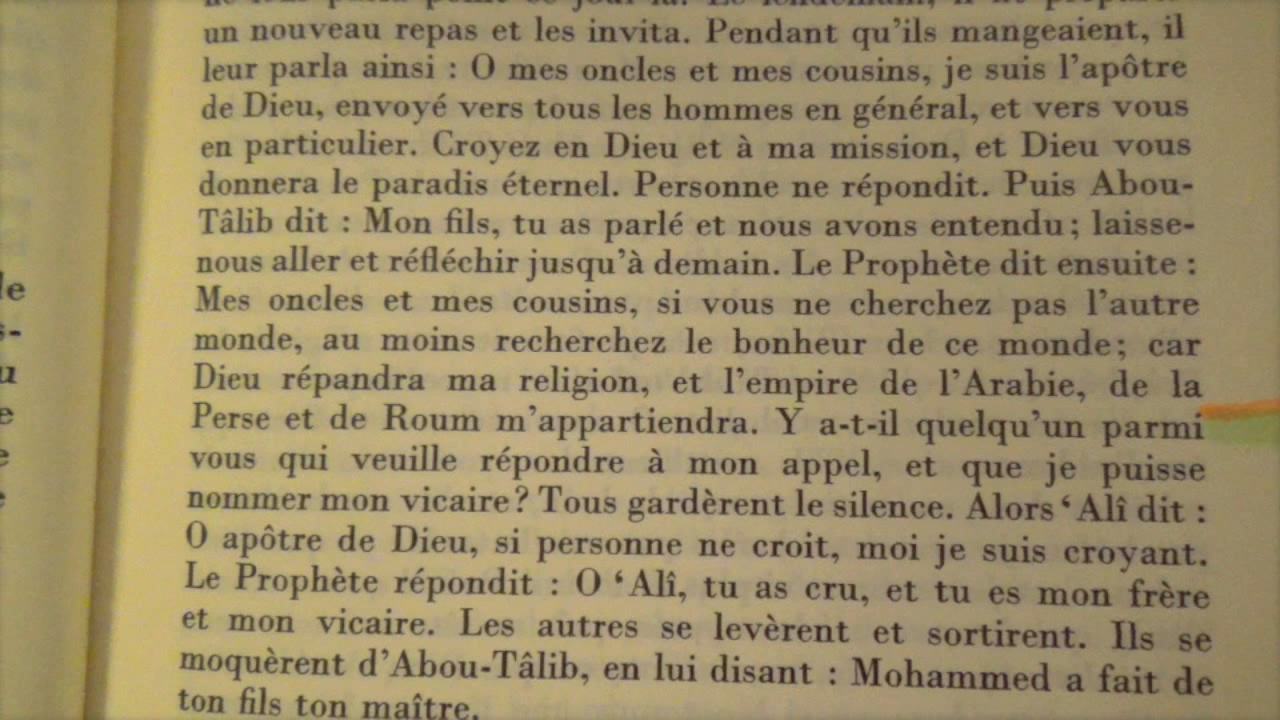 un nouveau repas et les invita. Pendant qu'ils mangeaient, il
leur parla ainsi : O mes oncles et mes cousins, je suis l'apôtre
de Dieu, envoyé vers tous les hommes en général, et vers vous
en particulier. Croyez en Dieu et à ma mission, et Dieu vous
donnera le paradis éternel. Personne ne répondit. Puis Abou-
Tâlib dit : Mon fils, tu as parlé et nous avons entendu; laisse-
nous aller et réfléchir jusqu'à demain. Le Prophète dit ensuite :
Mes oncles et mes cousins, si vous ne cherchez pas l'autre
monde, au moins recherchez le bonheur de ce monde; car
Dieu répandra ma religion, et l'empire de l'Arabie, de la
Perse et de Roum m'appartiendra. Y a-t-il quelqu'un parmi
vous qui veuille répondre à mon appel, et que je puisse
nommer mon vicaire? Tous gardèrent le silence. Alors ‘Alî dit :
O apôtre de Dieu, si personne ne croit, moi je suis croyant.
Le Prophète répondit : O ‘Alî, tu as cru, et tu es mon frère
et mon vicaire. Les autres se levèrent et sortirent. Ils se
moquèrent d'Abou-Tâlib, en lui disant : Mohammed a fait de
ton fils ton maître.